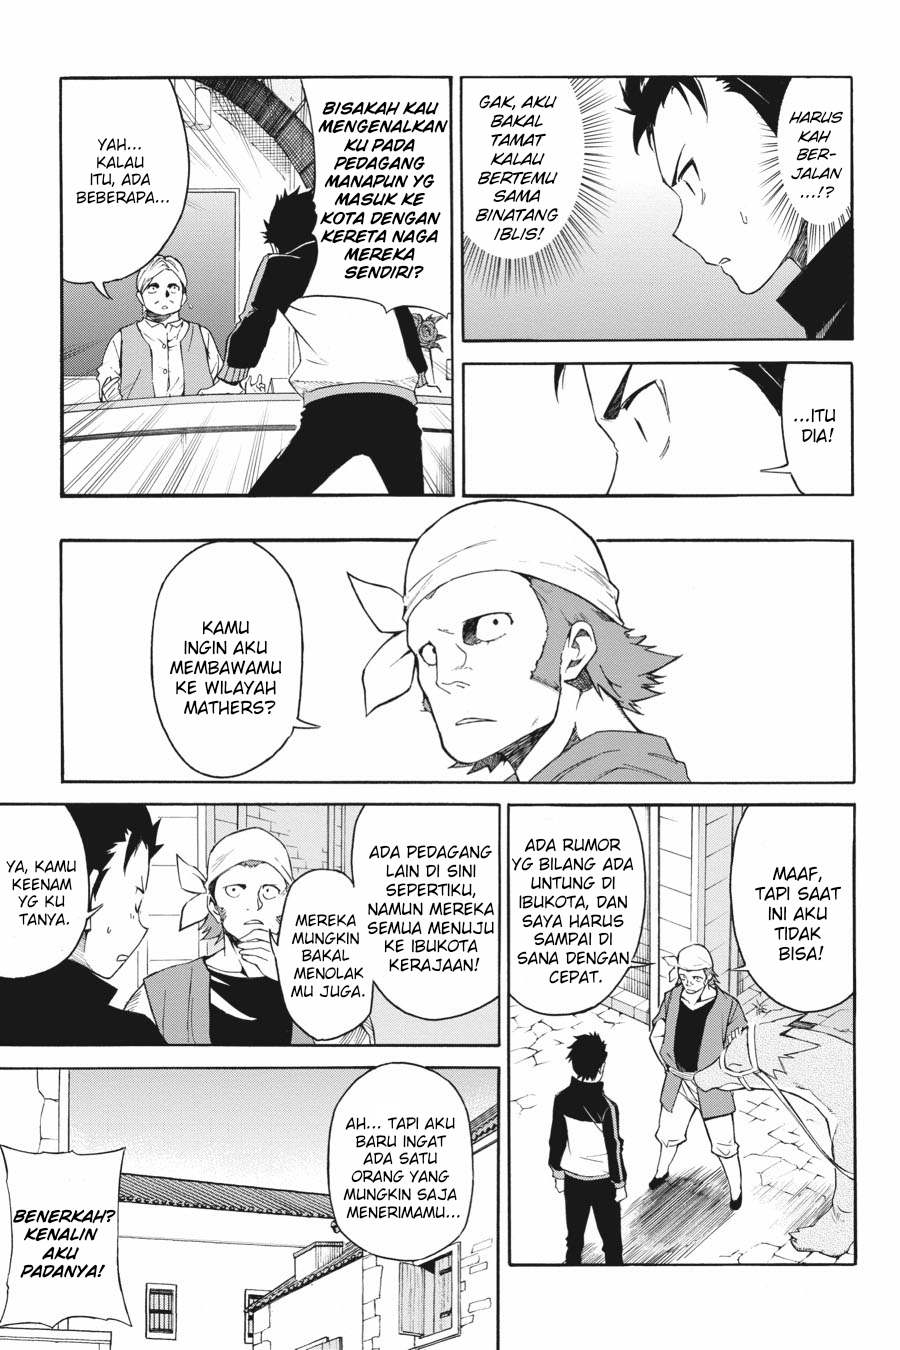 HARUS
KAH
BER-
JALAN
...!?
GAK, AKU
BAKAL
TAMAT
KALAU
BERTEMU
SAMA
BINATANG
IBLIS!
...ITU
DIA!
BISAKAH KAU
MENGENALKAN
KU PADA
PEDAGANG
MANAPUN YG
MASUK KE
KOTA DENGAN
KERETA NAGA
MEREKA
SENDIRI?
YAH...
KALAU
ITU, ADA
BEBERAPA...
KAMU
INGIN AKU
MEMBAWAMU
KE WILAYAH
MATHERS?
MAAF,
TAPI SAAT
INI AKU
TIDAK
BISA!
ADA RUMOR
YG BILANG ADA
UNTUNG DI
IBUKOTA, DAN
SAYA HARUS
SAMPAI DI
SANA DENGAN
CEPAT.
ADA PEDAGANG
LAIN DI SINI
SEPERTIKU,
NAMUN MEREKA
SEMUA MENUJU
KE IBUKOTA
KERAJAAN!
MEREKA
MUNGKIN
BAKAL
MENOLAK
MU JUGA.
YA, KAMU
KEENAM
YG KU
TANYA.
AH... TAPI AKU
BARU INGAT
ADA SATU
ORANG YANG
MUNGKIN SAJA
MENERIMAMU...
BENERKAH?
KENALIN
AKU
PADANYA!